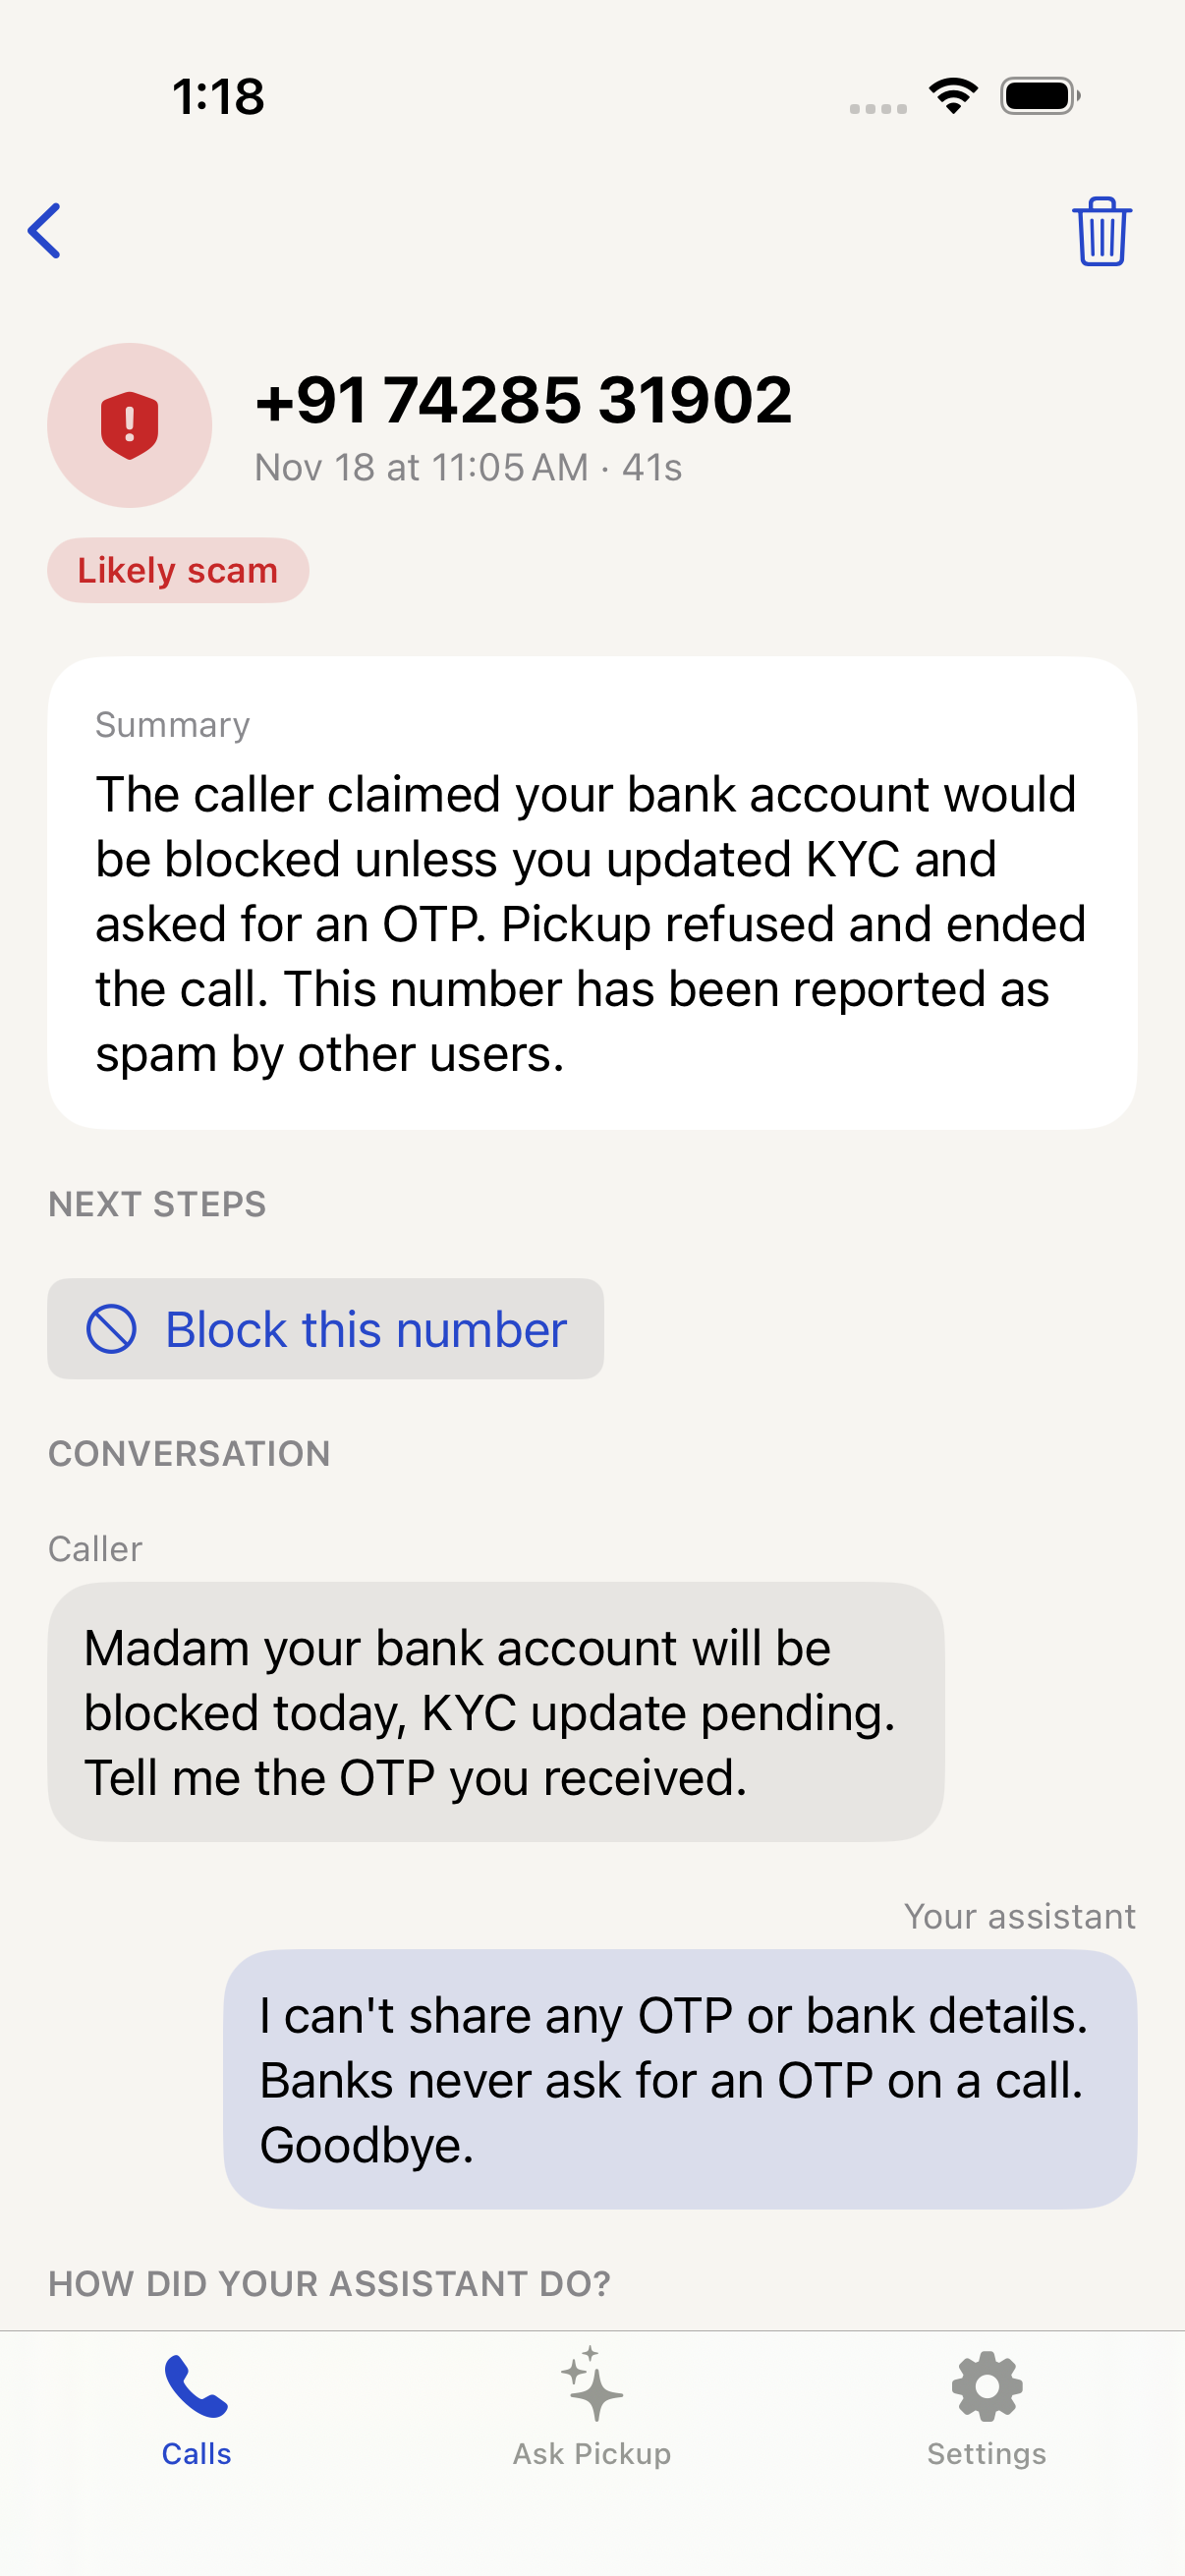 1:18
+91 74285 31902
Nov 18 at 11:05 AM · 41s
Likely scam
Summary
The caller claimed your bank account would
be blocked unless you updated KYC and
asked for an OTP. Pickup refused and ended
the call. This number has been reported as
spam by other users.
NEXT STEPS
Block this number
CONVERSATION
Caller
Madam your bank account will be
blocked today, KYC update pending.
Tell me the OTP you received.
Your assistant
I can't share any OTP or bank details.
Banks never ask for an OTP on a call.
Goodbye.
HOW DID YOUR ASSISTANT DO?
Calls
Ask Pickup
Settings